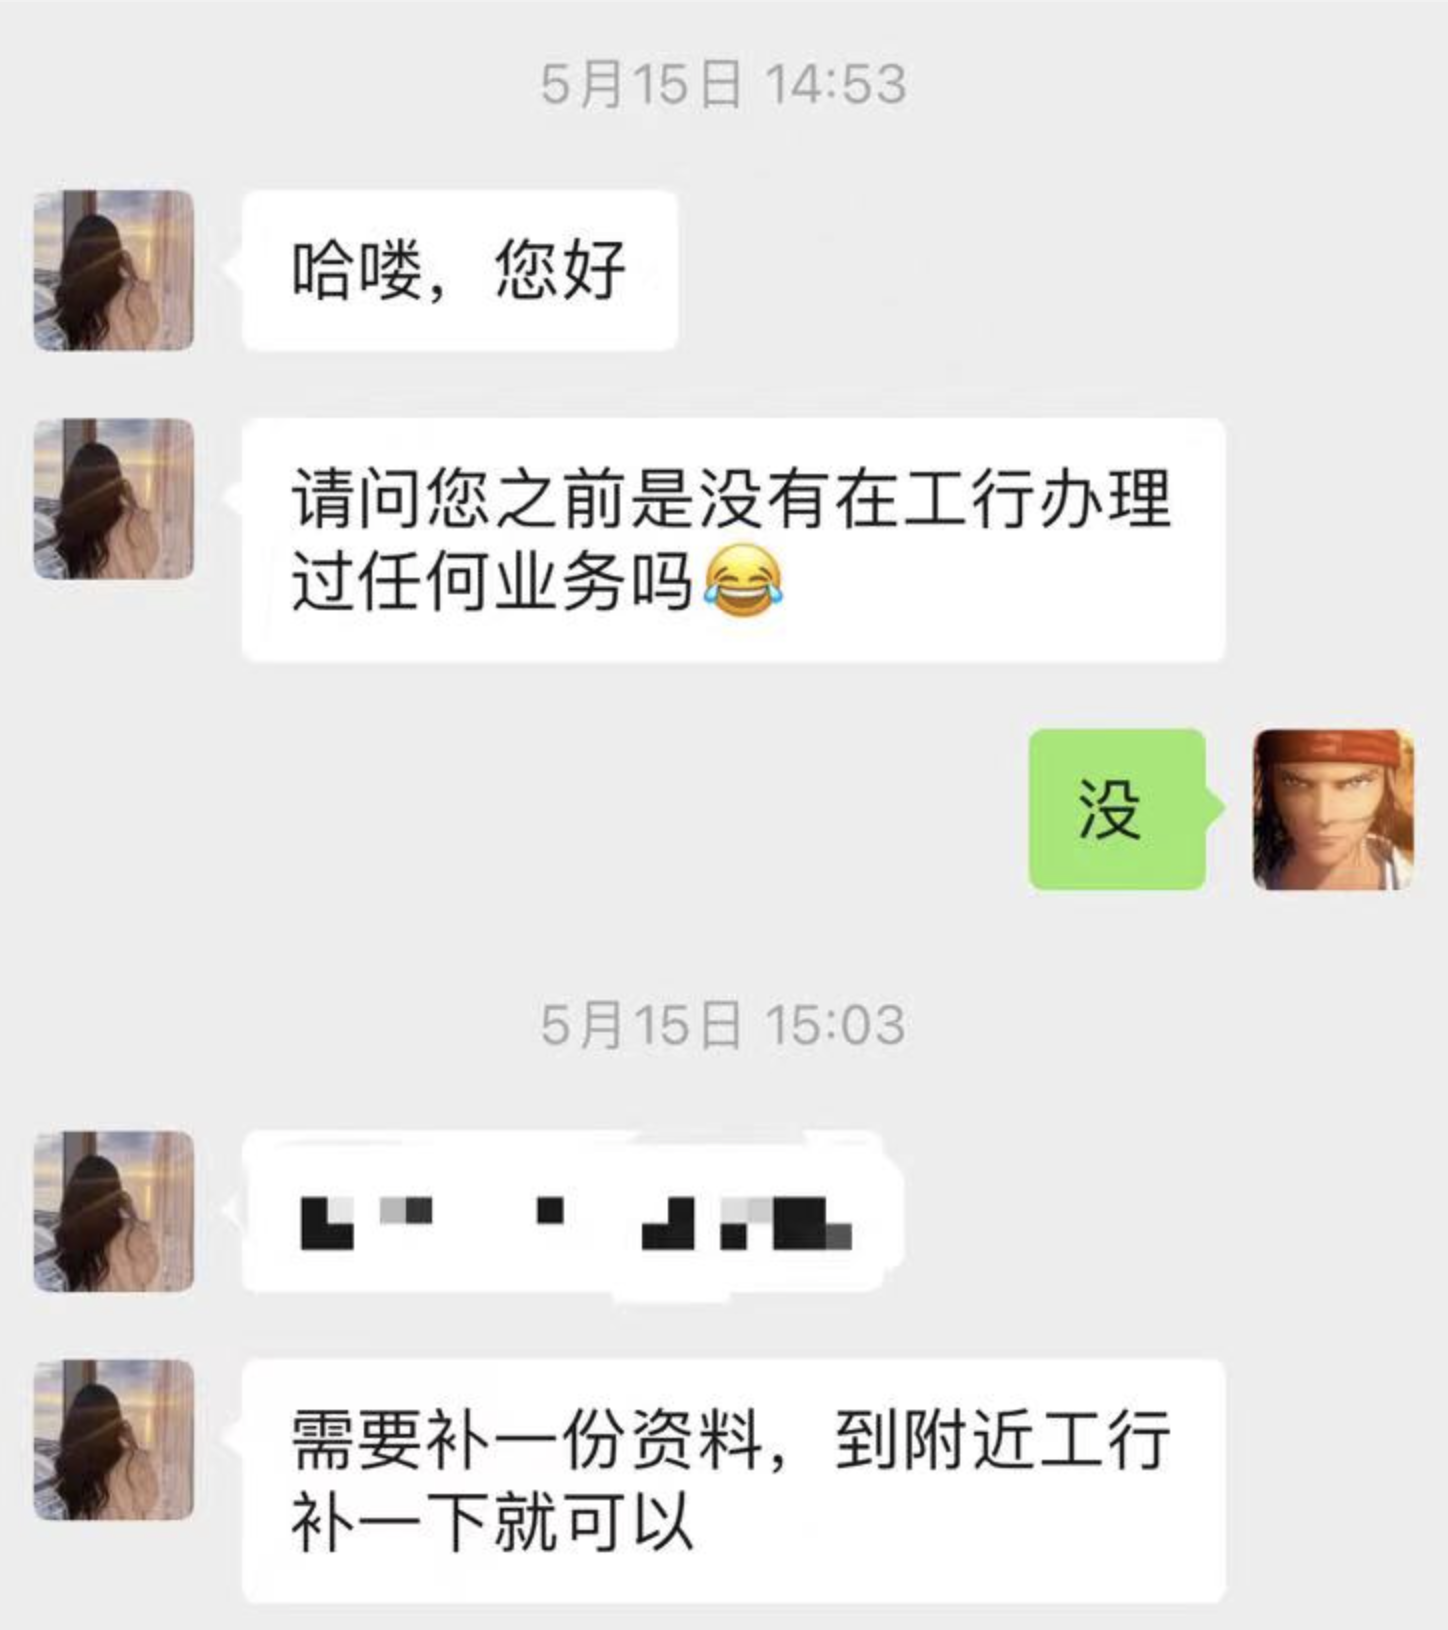 5月15日 14:53
哈喽，您好
请问您之前是没有在工行办理
过任何业务吗😂
没
5月15日 15:03
需要补一份资料，到附近工行
补一下就可以